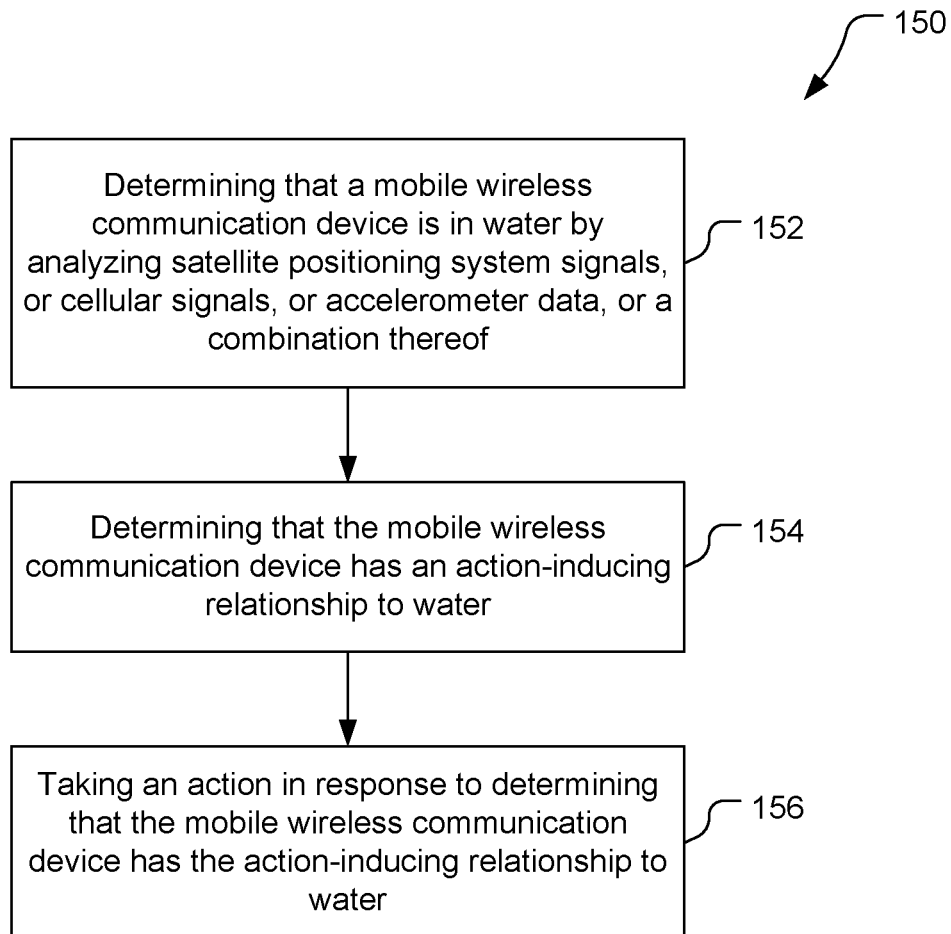 150
Determining that a mobile wireless
communication device is in water by
analyzing satellite positioning system signals,
or cellular signals, or accelerometer data, or a
combination thereof
152
Determining that the mobile wireless
communication device has an action-inducing
relationship to water
154
Taking an action in response to determining
that the mobile wireless communication
device has the action-inducing relationship to
water
156